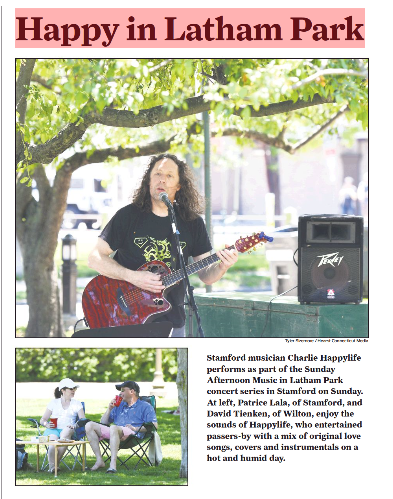 Happy in Latham Park
PEAVEY
Stamford musician Charlie Happylife
performs as part of the Sunday
Afternoon Music in Latham Park
concert series in Stamford on Sunday.
At left, Patrice Lala, of Stamford, and
David Tienken, of Wilton, enjoy the
sounds of Happylife, who entertained
passers-by with a mix of original love
songs, covers and instrumentals on a
hot and humid day.